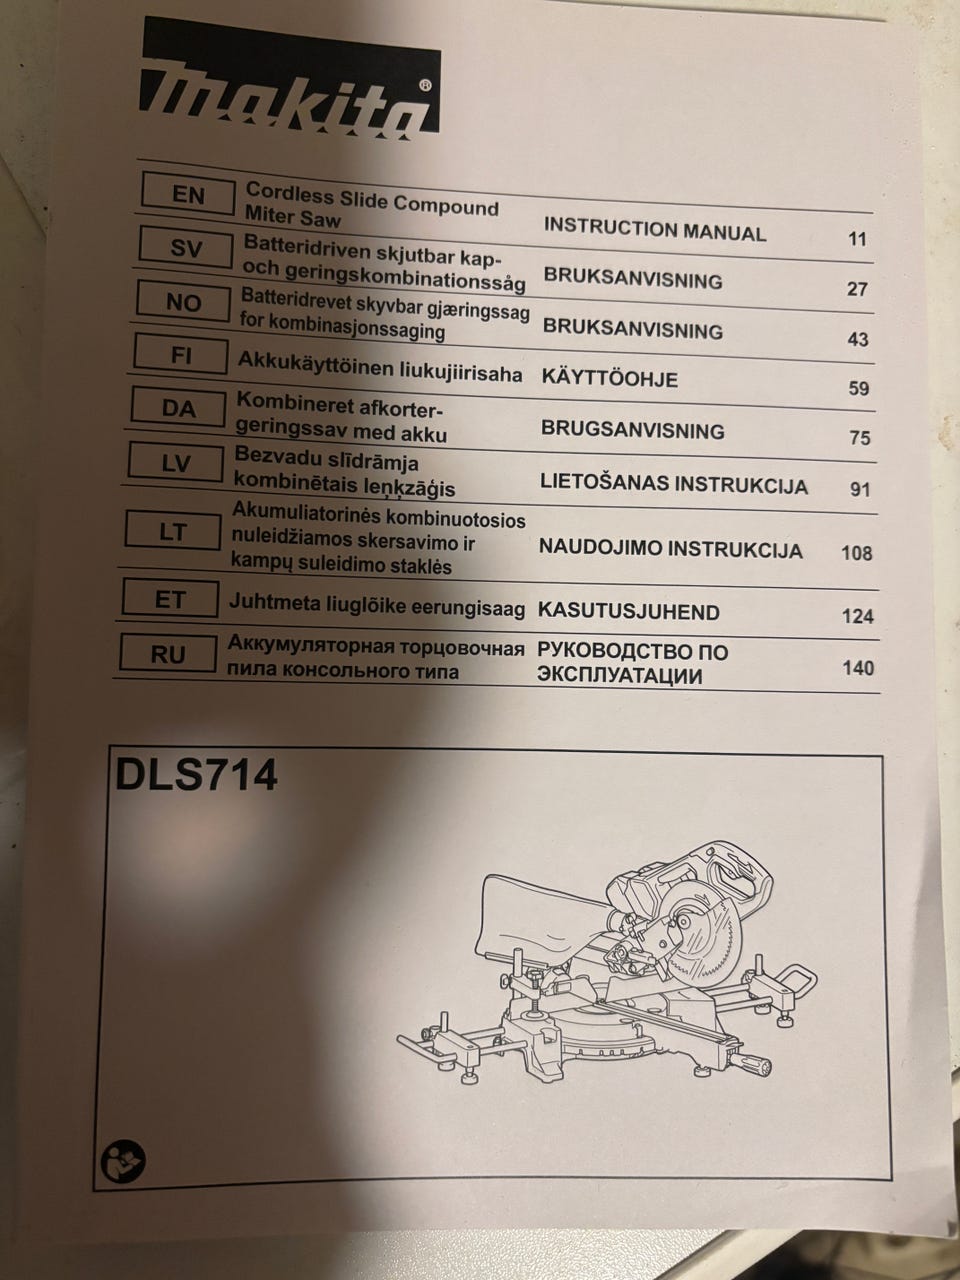 makita®
EN Cordless Slide Compound
Miter Saw INSTRUCTION MANUAL 11
SV Batteridriven skjutbar kap-
och geringskombinationssåg BRUKSANVISNING 27
NO Batteridrevet skyvbar gjæringssag
for kombinasjonssaging BRUKSANVISNING 43
FI Akkukäyttöinen liukujiirisaha KÄYTTÖOHJE 59
DA Kombineret afkorter-
geringssav med akku BRUGSANVISNING 75
LV Bezvadu slīdrāmja
kombinētais leņķzāģis LIETOŠANAS INSTRUKCIJA 91
LT Akumuliatorinės kombinuotosios
nuleidžiamos skersavimo ir NAUDOJIMO INSTRUKCIJA 108
kampų suleidimo staklės
ET Juhtmeta liuglõike eerungisaag KASUTUSJUHEND 124
RU Аккумуляторная торцовочная РУКОВОДСТВО ПО
пила консольного типа ЭКСПЛУАТАЦИИ 140
DLS714